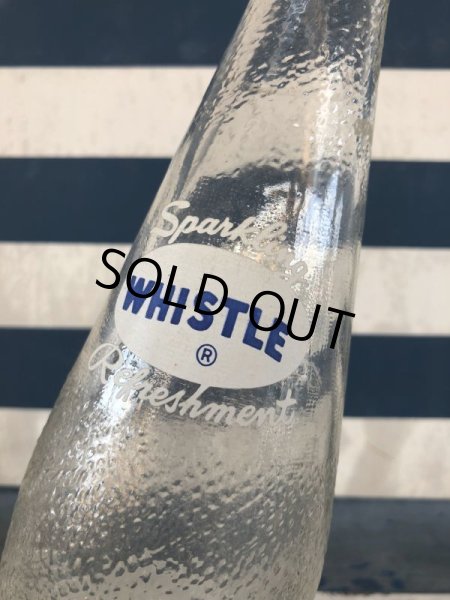 Sparkling
SOLD OUT
WHISTLE
®
Refreshment